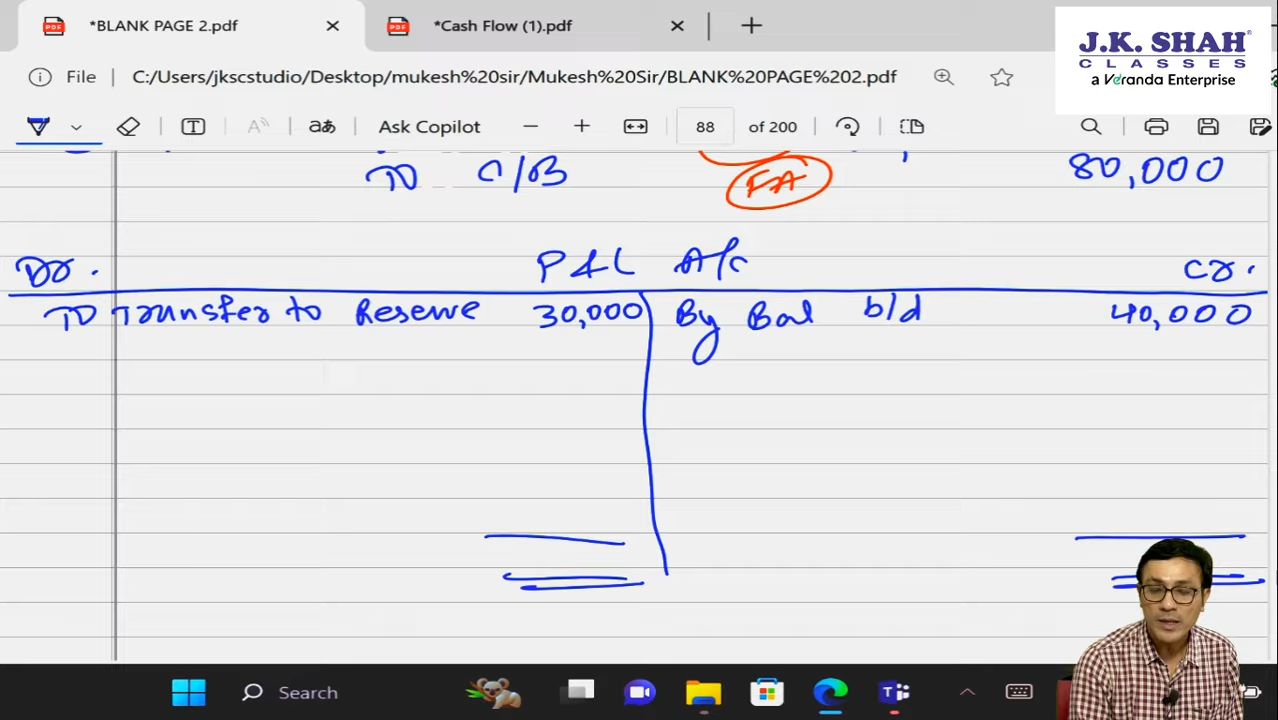 *BLANK PAGE 2.pdf
*Cash Flow (1).pdf
J.K. SHAH®
CLASSES
a Veranda Enterprise
File C:/Users/jkscstudio/Desktop/mukesh%20sir/Mukesh%20Sir/BLANK%20PAGE%202.pdf
Ask Copilot
88 of 200
To C/B FA 80,000
Dr. P & L A/c Cr.
To Transfer to Reserve 30,000 By Bal b/d 40,000
Search